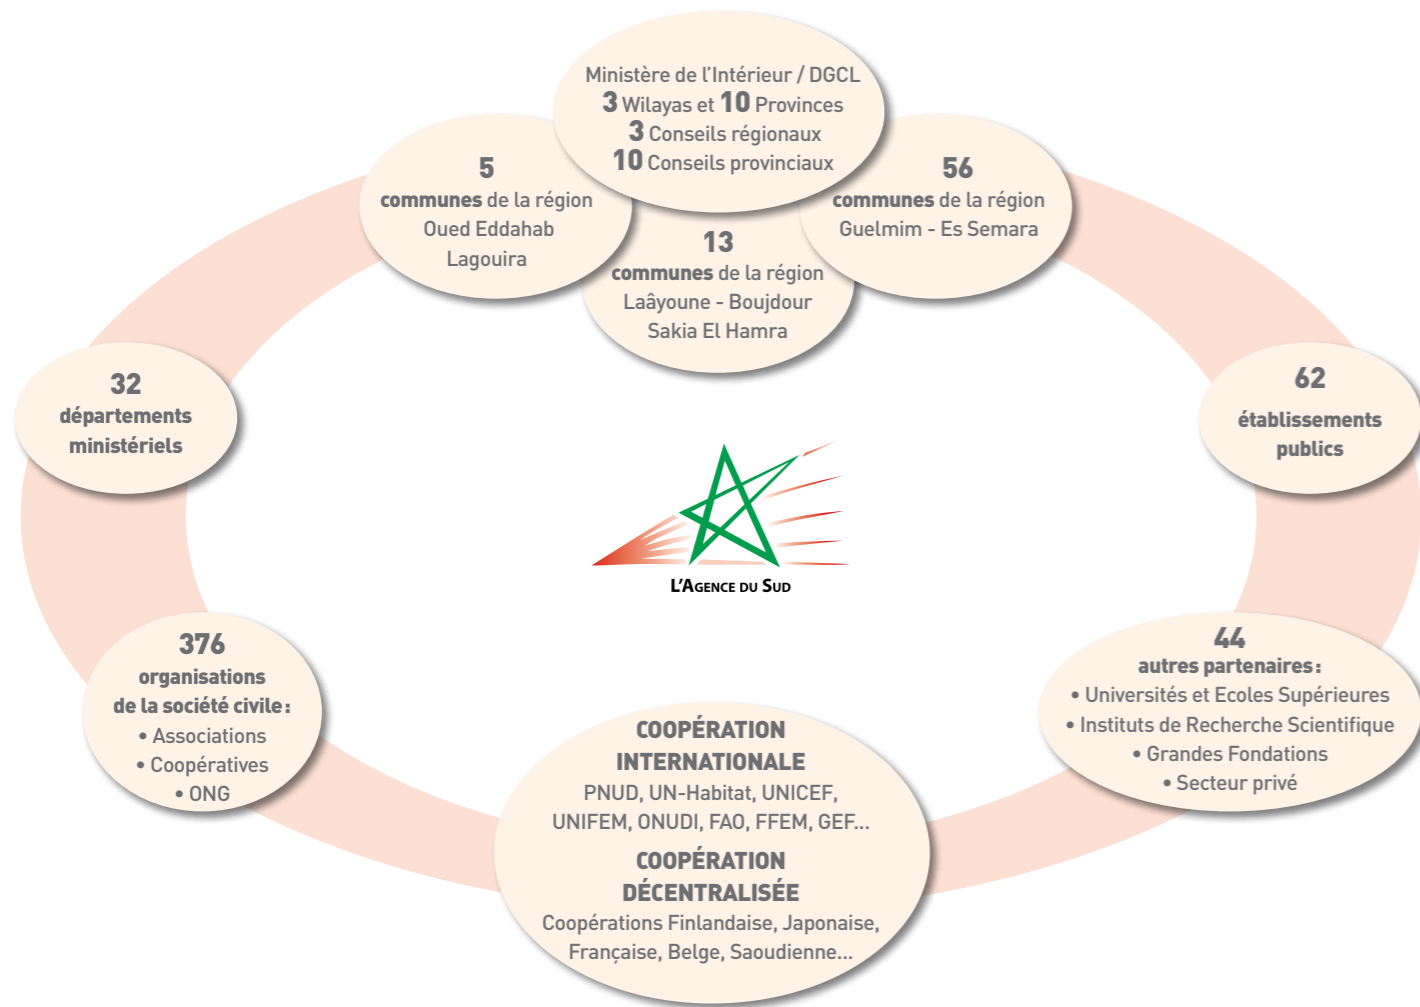 Ministère de l'Intérieur / DGCL
3 Wilayas et 10 Provinces
3 Conseils régionaux
10 Conseils provinciaux
5
communes de la région
Oued Eddahab
Lagouira
13
communes de la région
Laâyoune - Boujdour
Sakia El Hamra
56
communes de la région
Guelmim - Es Semara
32
départements
ministériels
62
établissements
publics
L'AGENCE DU SUD
376
organisations
de la société civile :
• Associations
• Coopératives
• ONG
44
autres partenaires :
• Universités et Ecoles Supérieures
• Instituts de Recherche Scientifique
• Grandes Fondations
• Secteur privé
COOPÉRATION
INTERNATIONALE
PNUD, UN-Habitat, UNICEF,
UNIFEM, ONUDI, FAO, FFEM, GEF...
COOPÉRATION
DÉCENTRALISÉE
Coopérations Finlandaise, Japonaise,
Française, Belge, Saoudienne...